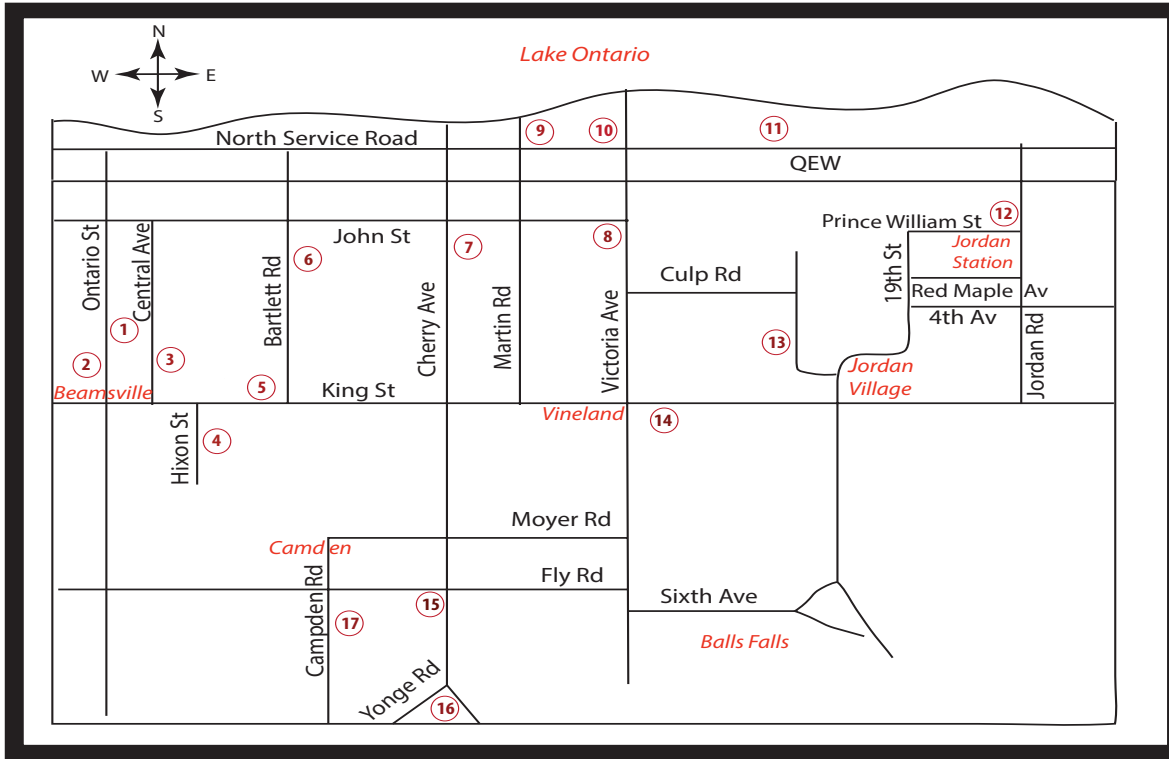 N
W E
S
Lake Ontario
North Service Road
9
10
11
QEW
Ontario St
Central Ave
Bartlett Rd
John St
Cherry Ave
Martin Rd
Victoria Ave
Culp Rd
19th St
Prince William St
12
Jordan
Station
Red Maple Av
4th Av
Jordan Rd
1
2
3
5
6
7
8
13
Beamsville
King St
Vineland
14
Jordan
Village
Hixon St
4
Moyer Rd
Camden
Fly Rd
Campden Rd
17
15
Sixth Ave
Balls Falls
Yonge Rd
16